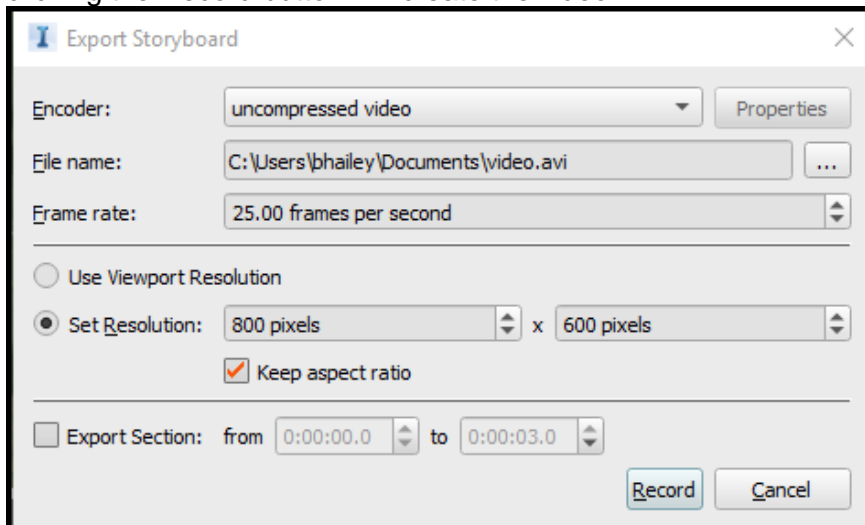 Export Storyboard
Encoder: uncompressed video Properties
File name: C:\Users\bhailey\Documents\video.avi ...
Frame rate: 25.00 frames per second
Use Viewport Resolution
Set Resolution: 800 pixels x 600 pixels
Keep aspect ratio
Export Section: from 0:00:00.0 to 0:00:03.0
Record Cancel